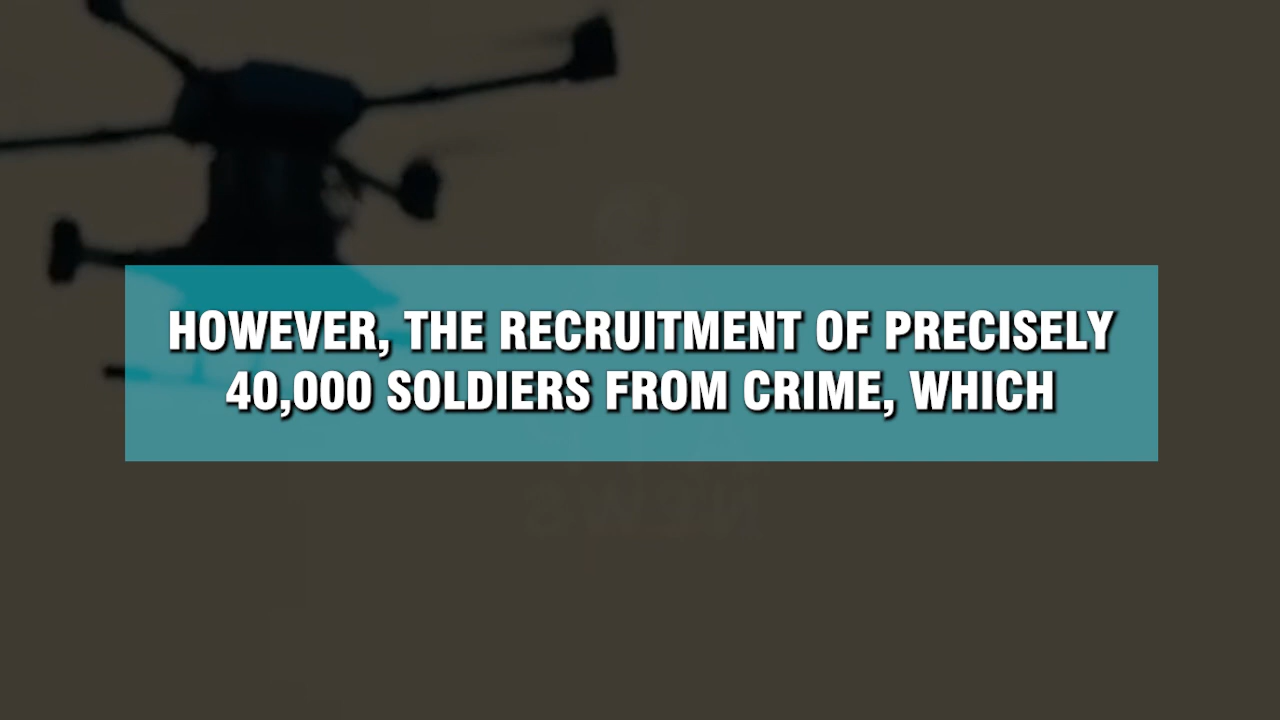 HOWEVER, THE RECRUITMENT OF PRECISELY
40,000 SOLDIERS FROM CRIME, WHICH